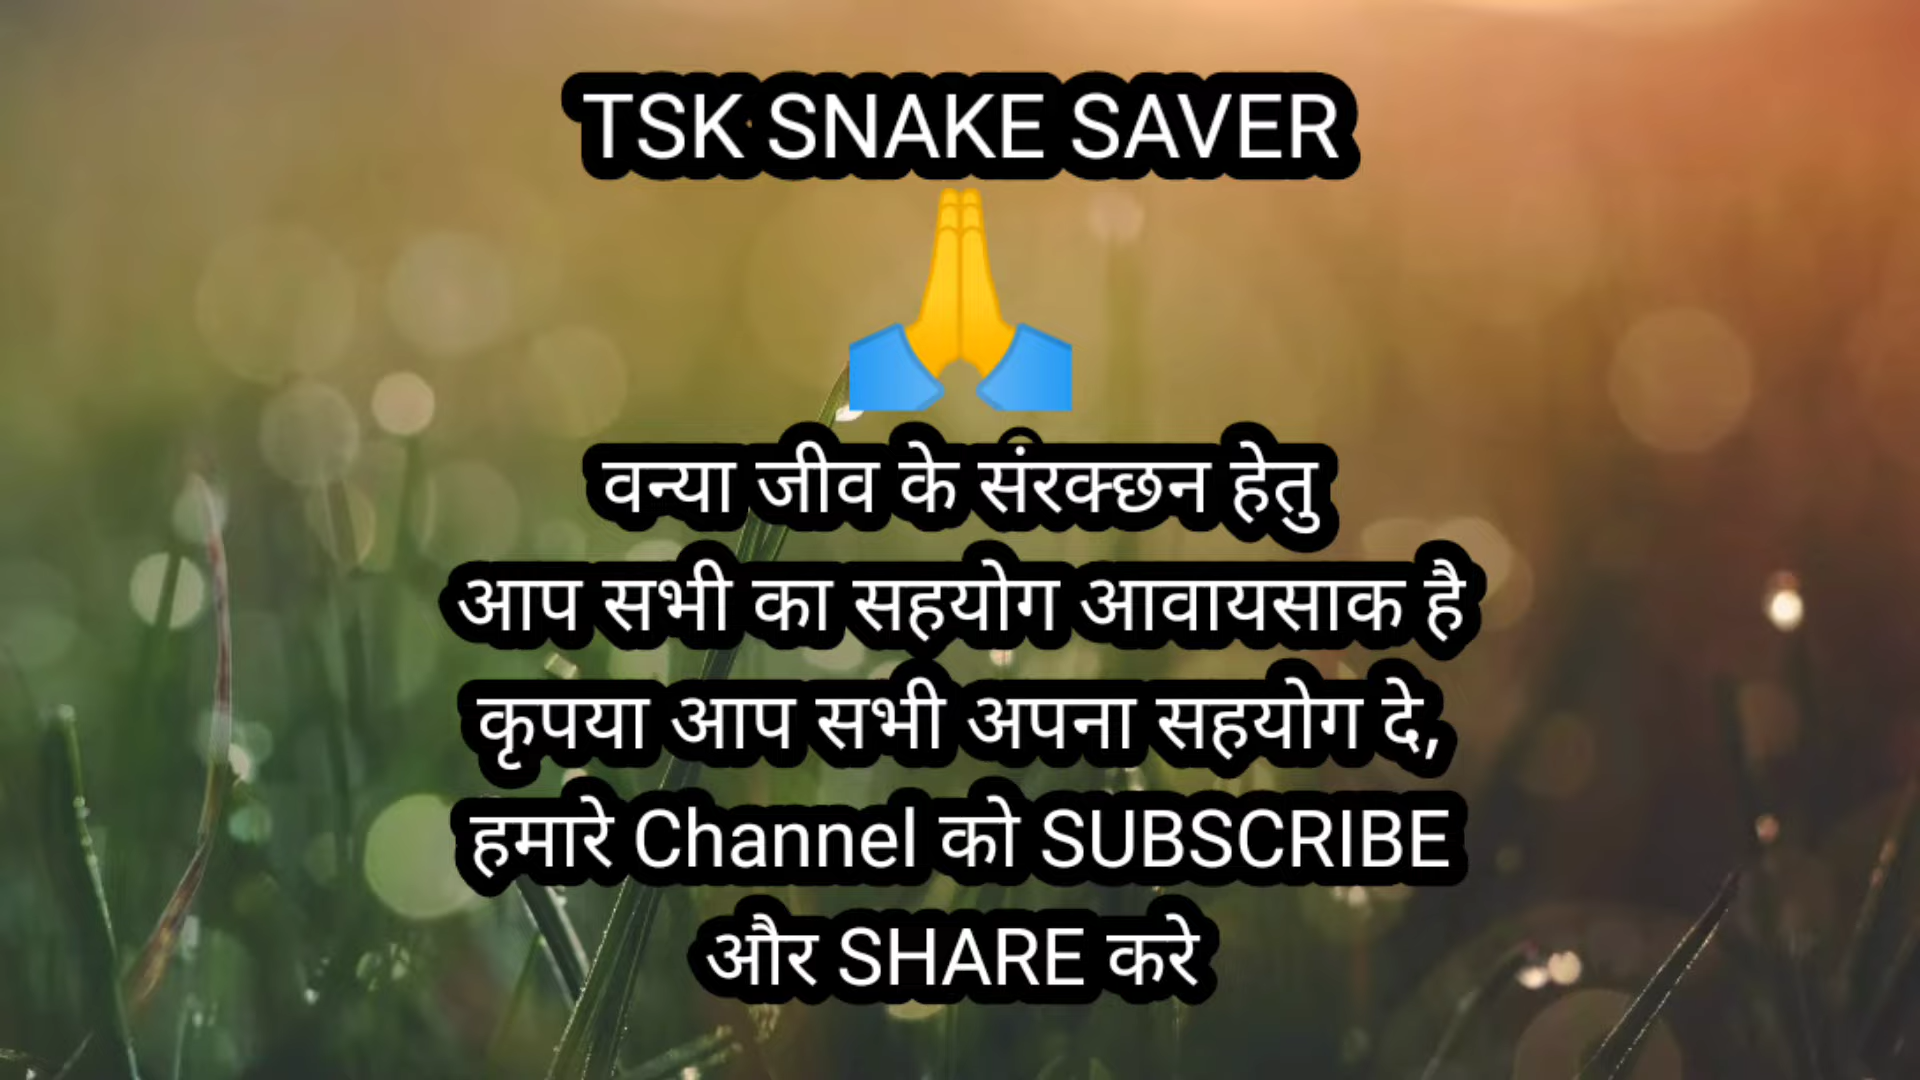 TSK SNAKE SAVER
🙏
वन्या जीव के संरक्छन हेतु
आप सभी का सहयोग आवायसाक है
कृपया आप सभी अपना सहयोग दे,
हमारे Channel को SUBSCRIBE
और SHARE करे